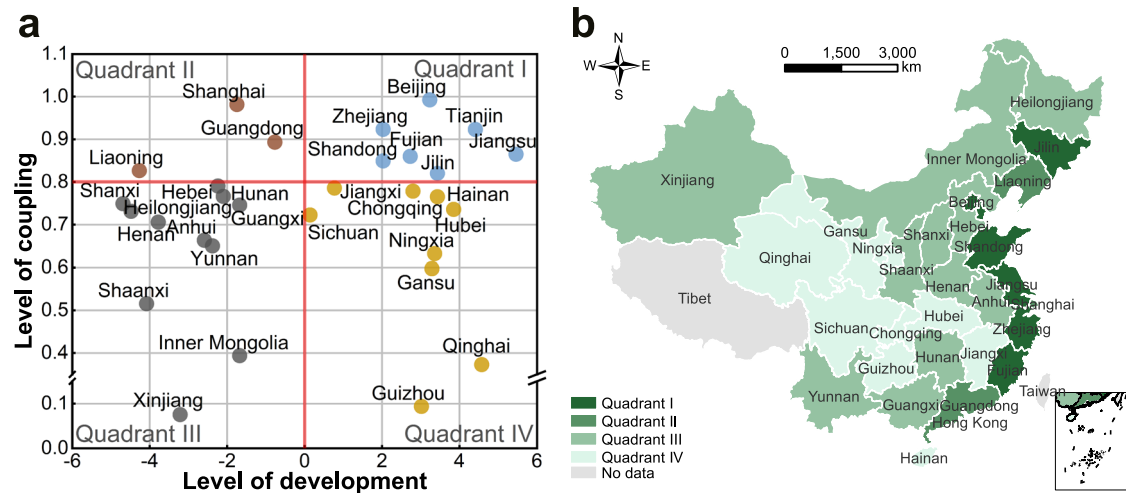 a
Level of coupling
1.1
1.0
0.9
0.8
0.7
0.6
0.5
0.4
0.1
0.0
Quadrant II
Quadrant I
Shanghai
Beijing
Guangdong
Zhejiang
Tianjin
Fujian
Jiangsu
Shandong
Liaoning
Jilin
Shanxi
Hebei
Hunan
Jiangxi
Hainan
Heilongjiang
Guangxi
Chongqing
Henan
Anhui
Sichuan
Hubei
Yunnan
Ningxia
Gansu
Shaanxi
Inner Mongolia
Qinghai
Xinjiang
Guizhou
Quadrant III
Quadrant IV
-6
-4
-2
0
2
4
6
Level of development
b
N
W
E
S
0
1,500
3,000
km
Heilongjiang
Jilin
Inner Mongolia
Liaoning
Xinjiang
Beijing
Hebei
Gansu
Shanxi
Ningxia
Shandong
Qinghai
Shaanxi
Henan
Jiangsu
Tibet
Anhui
Shanghai
Hubei
Sichuan
Chongqing
Zhejiang
Hunan
Jiangxi
Guizhou
Fujian
Yunnan
Taiwan
Guangxi
Guangdong
Hong Kong
Hainan
Quadrant I
Quadrant II
Quadrant III
Quadrant IV
No data